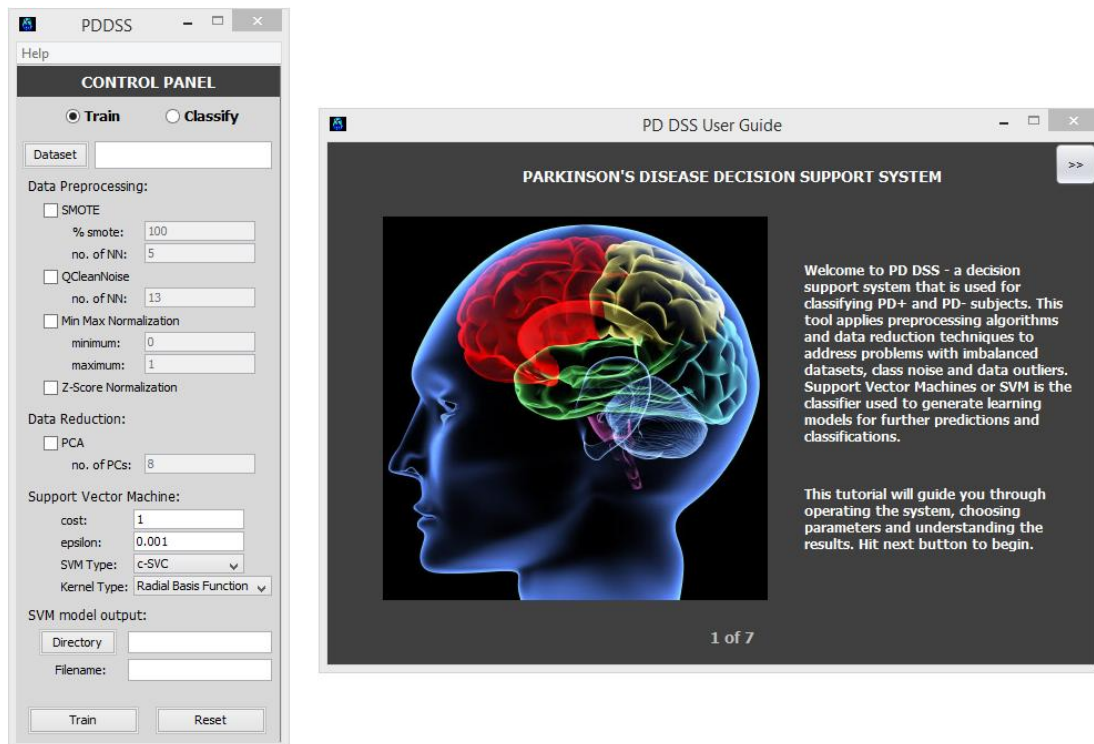 PDDSS
Help
CONTROL PANEL
Train Classify
Dataset
Data Preprocessing:
SMOTE
% smote: 100
no. of NN: 5
QCleanNoise
no. of NN: 13
Min Max Normalization
minimum: 0
maximum: 1
Z-Score Normalization
Data Reduction:
PCA
no. of PCs: 8
Support Vector Machine:
cost: 1
epsilon: 0.001
SVM Type: c-SVC
Kernel Type: Radial Basis Function
SVM model output:
Directory
Filename:
Train Reset
PD DSS User Guide
>>
PARKINSON'S DISEASE DECISION SUPPORT SYSTEM
Welcome to PD DSS - a decision
support system that is used for
classifying PD+ and PD- subjects. This
tool applies preprocessing algorithms
and data reduction techniques to
address problems with imbalanced
datasets, class noise and data outliers.
Support Vector Machines or SVM is the
classifier used to generate learning
models for further predictions and
classifications.
This tutorial will guide you through
operating the system, choosing
parameters and understanding the
results. Hit next button to begin.
1 of 7